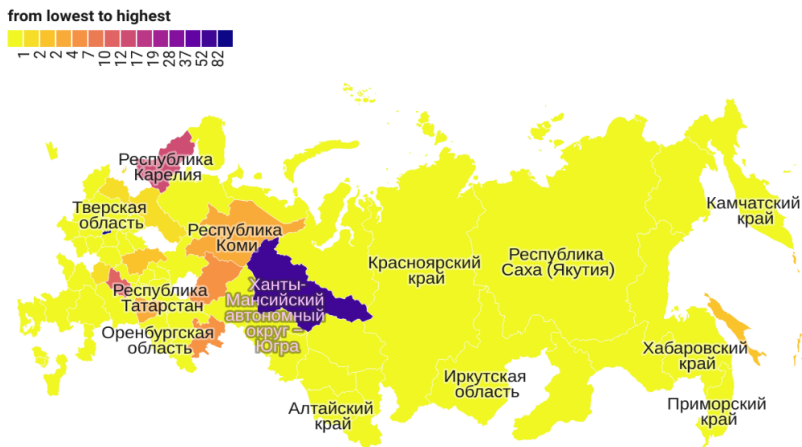 from lowest to highest
1 2 2 4 7 10 12 17 19 28 37 52 82
Республика
Карелия
Тверская
область
Камчатский
край
Республика
Коми
Красноярский
край
Республика
Саха (Якутия)
Ханты-
Мансийский
автономный
округ –
Югра
Республика
Татарстан
Оренбургская
область
Хабаровский
край
Иркутская
область
Алтайский
край
Приморский
край